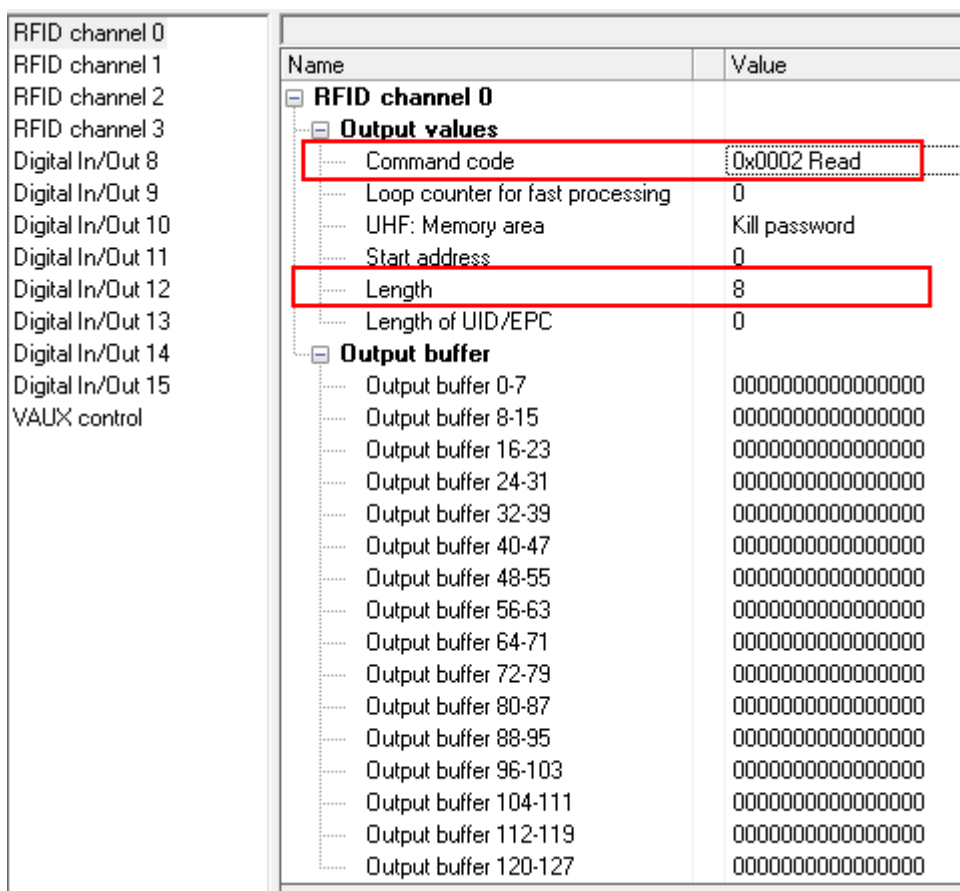 RFID channel 0
RFID channel 1
RFID channel 2
RFID channel 3
Digital In/Out 8
Digital In/Out 9
Digital In/Out 10
Digital In/Out 11
Digital In/Out 12
Digital In/Out 13
Digital In/Out 14
Digital In/Out 15
VAUX control
Name Value
RFID channel 0
Output values
Command code 0x0002 Read
Loop counter for fast processing 0
UHF: Memory area Kill password
Start address 0
Length 8
Length of UID/EPC 0
Output buffer
Output buffer 0-7 0000000000000000
Output buffer 8-15 0000000000000000
Output buffer 16-23 0000000000000000
Output buffer 24-31 0000000000000000
Output buffer 32-39 0000000000000000
Output buffer 40-47 0000000000000000
Output buffer 48-55 0000000000000000
Output buffer 56-63 0000000000000000
Output buffer 64-71 0000000000000000
Output buffer 72-79 0000000000000000
Output buffer 80-87 0000000000000000
Output buffer 88-95 0000000000000000
Output buffer 96-103 0000000000000000
Output buffer 104-111 0000000000000000
Output buffer 112-119 0000000000000000
Output buffer 120-127 0000000000000000